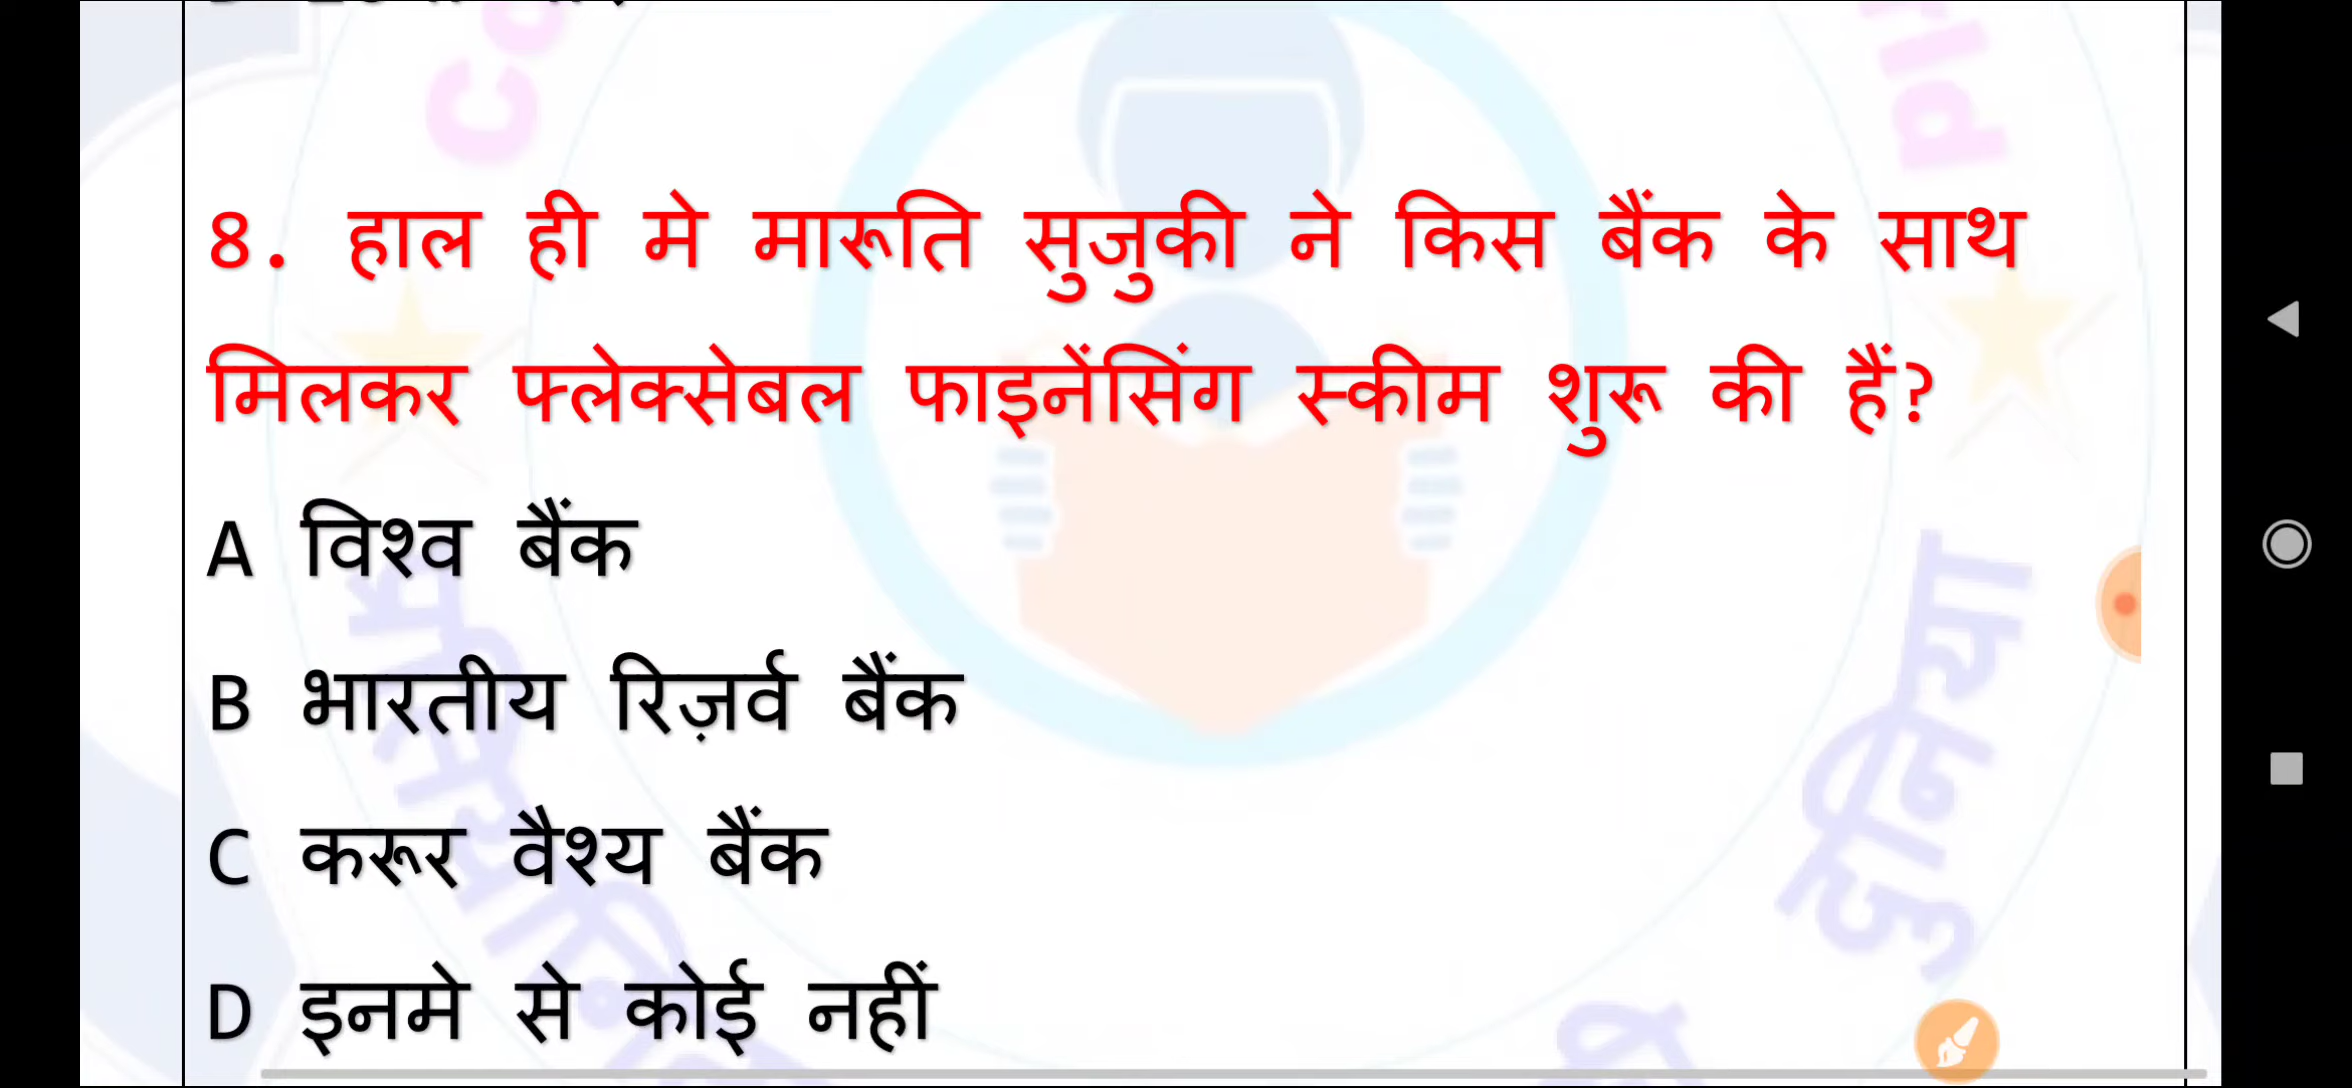 8. हाल ही मे मारूति सुजुकी ने किस बैंक के साथ
मिलकर फ्लेक्सेबल फाइनेंसिंग स्कीम शुरू की हैं?
A विश्व बैंक
B भारतीय रिज़र्व बैंक
C करूर वैश्य बैंक
D इनमे से कोई नहीं
दुनिया